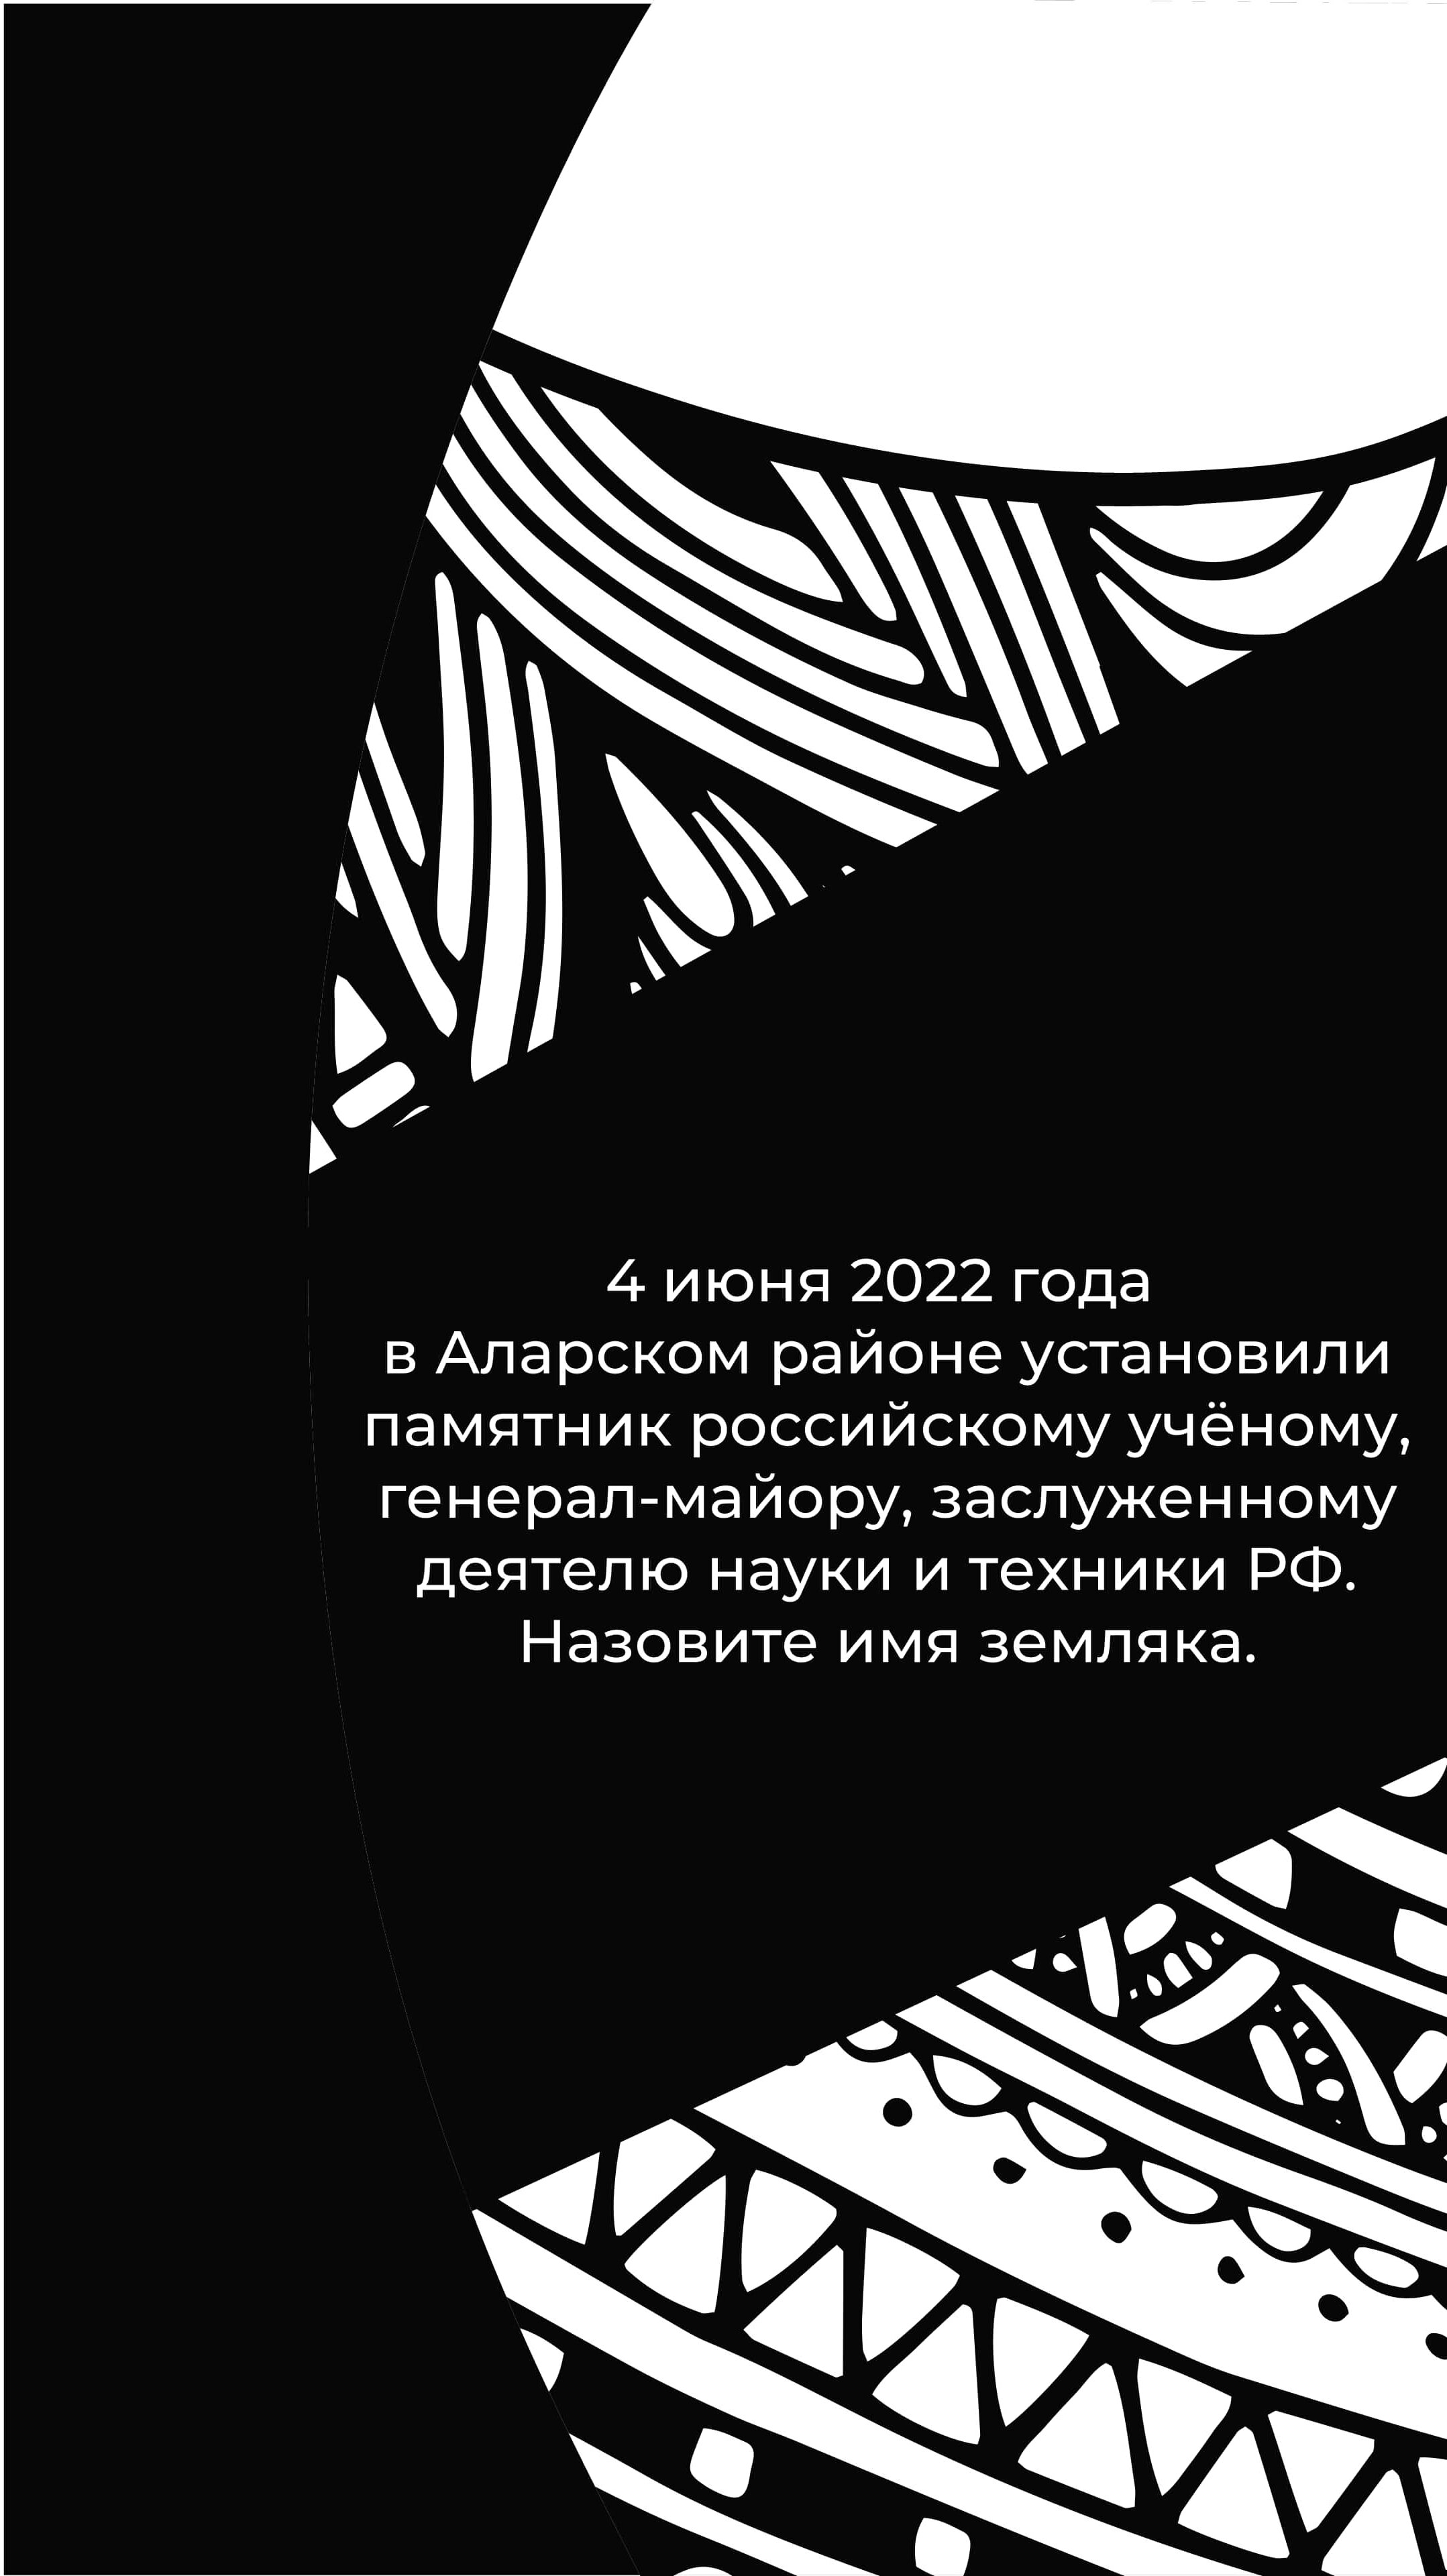 4 июня 2022 года
в Аларском районе установили
памятник российскому учёному,
генерал-майору, заслуженному
деятелю науки и техники РФ.
Назовите имя земляка.